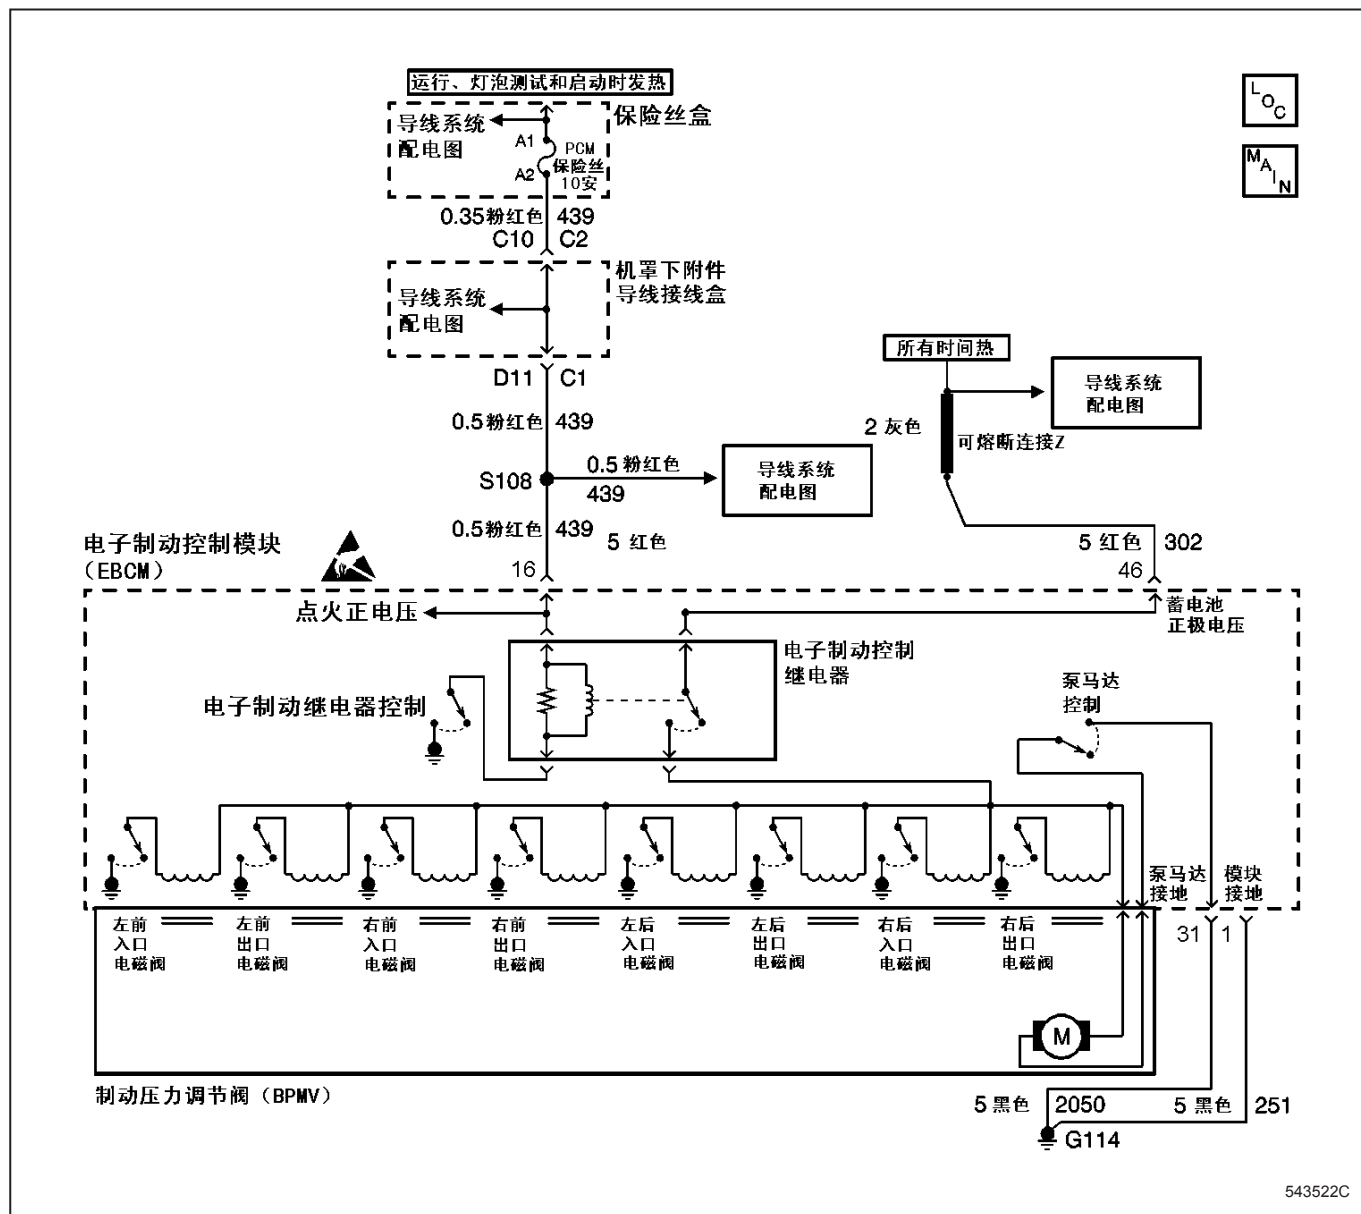 运行、灯泡测试和启动时发热
保险丝盒
导线系统
配电图
A1
PCM
保险丝
10安
A2
0.35粉红色 439
C10 C2
机罩下附件
导线接线盒
导线系统
配电图
D11 C1
0.5粉红色 439
S108
0.5 粉红色
439
导线系统
配电图
0.5粉红色 439
5 红色
16
LOC
MAIN
所有时间热
导线系统
配电图
2 灰色
可熔断连接Z
5 红色 302
46
电子制动控制模块
(EBCM)
点火正电压
蓄电池
正极电压
电子制动控制
继电器
电子制动继电器控制
泵马达
控制
泵马达
接地
模块
接地
左前
入口
电磁阀
左前
出口
电磁阀
右前
入口
电磁阀
右前
出口
电磁阀
左后
入口
电磁阀
左后
出口
电磁阀
右后
入口
电磁阀
右后
出口
电磁阀
31 1
M
制动压力调节阀(BPMV)
5 黑色 2050
5 黑色 251
G114
543522C